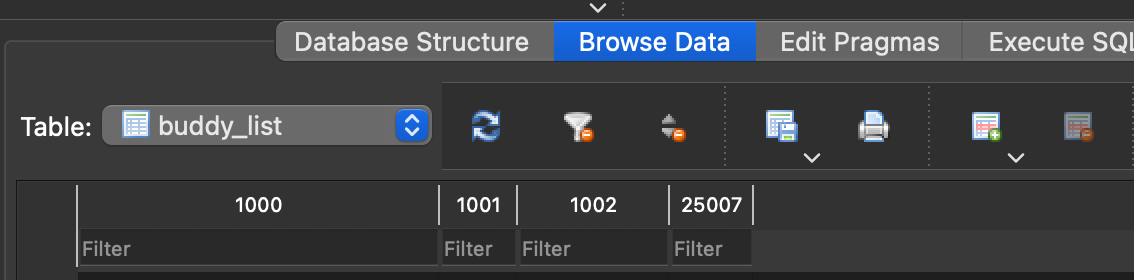 Database Structure Browse Data Edit Pragmas Execute SQL
Table: buddy_list
1000 1001 1002 25007
Filter Filter Filter Filter